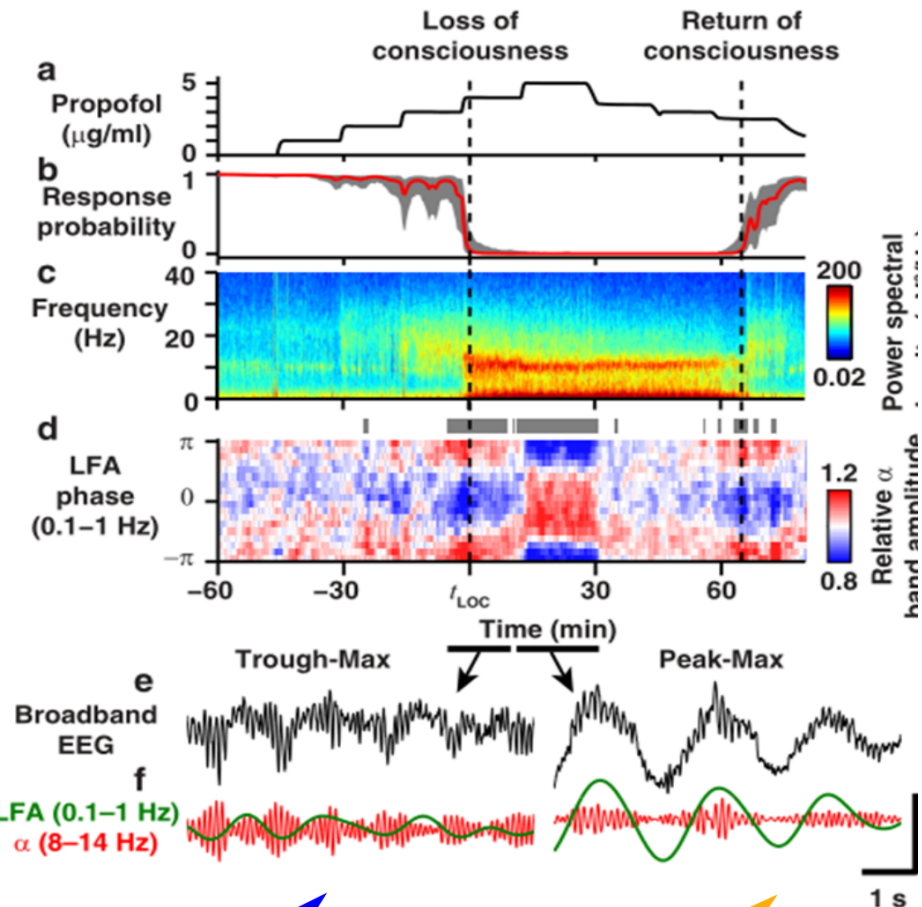 Loss of
consciousness
Return of
consciousness
a
Propofol
(μg/ml)
5
0
b
Response
probability
1
0
c
Frequency
(Hz)
40
20
0
200
0.02
Power spectral
d
LFA
phase
(0.1–1 Hz)
π
0
−π
1.2
0.8
Relative α
band amplitude
−60
−30
tLOC
30
60
Time (min)
Trough-Max
Peak-Max
e
Broadband
EEG
f
LFA (0.1–1 Hz)
α (8–14 Hz)
1 s